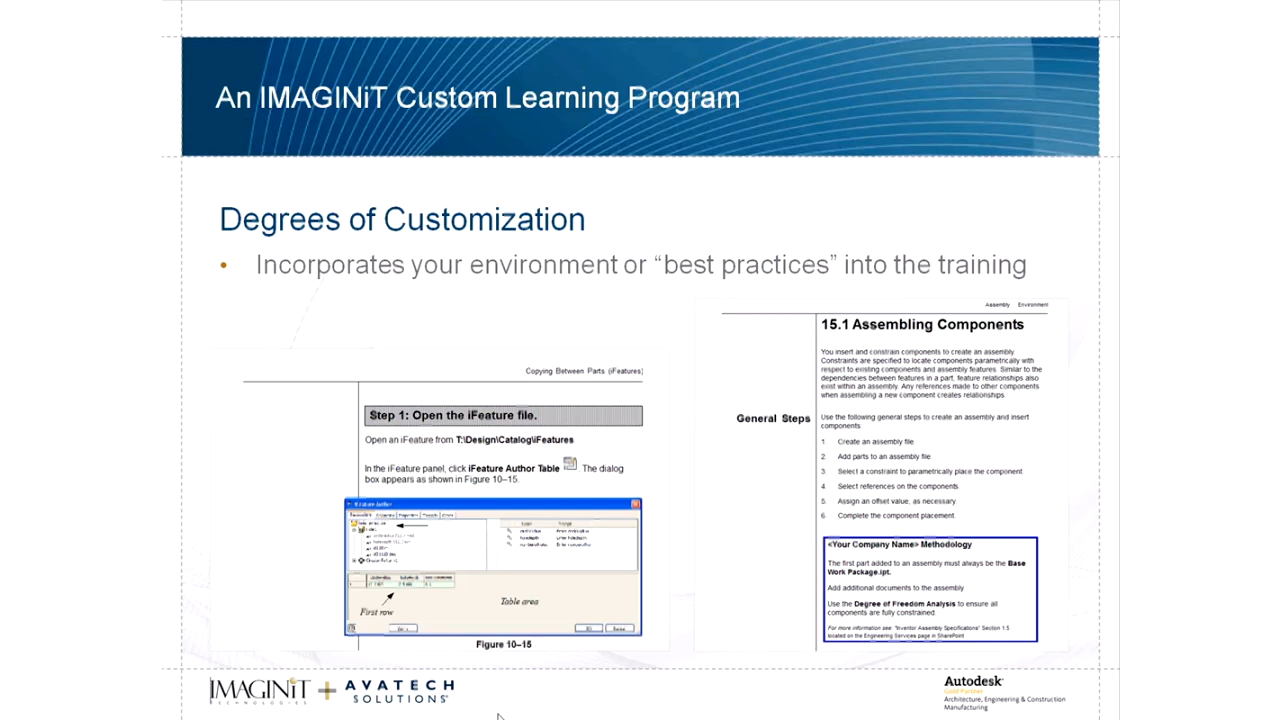 An IMAGINiT Custom Learning Program
Degrees of Customization
• Incorporates your environment or “best practices” into the training
Copying Between Parts (iFeatures)
Step 1: Open the iFeature file.
Open an iFeature from T:\Design\Catalog\iFeatures
In the iFeature panel, click iFeature Author Table The dialog
box appears as shown in Figure 10–15.
First row
Table area
Figure 10–15
Assembly Environment
15.1 Assembling Components
You insert and constrain components to create an assembly
Constraints are specified to locate components parametrically with
respect to existing components and assembly features. Similar to the
dependencies between features in a part, feature relationships also
exist within an assembly. Any references made to other components
when assembling a new component creates relationships.
General Steps
Use the following general steps to create an assembly and insert
components.
1. Create an assembly file
2. Add parts to an assembly file
3. Select a constraint to parametrically place the component
4. Select references on the components.
5. Assign an offset value, as necessary
6. Complete the component placement.
<Your Company Name> Methodology
The first part added to an assembly must always be the Base
Work Package.ipt.
Add additional documents to the assembly
Use the Degree of Freedom Analysis to ensure all
components are fully constrained.
For more information see: "Inventor Assembly Specifications" Section 1.5
located on the Engineering Services page in SharePoint
IMAGINiT
TECHNOLOGIES
+
AVATECH
SOLUTIONS
Autodesk
Gold Partner
Architecture, Engineering & Construction
Manufacturing